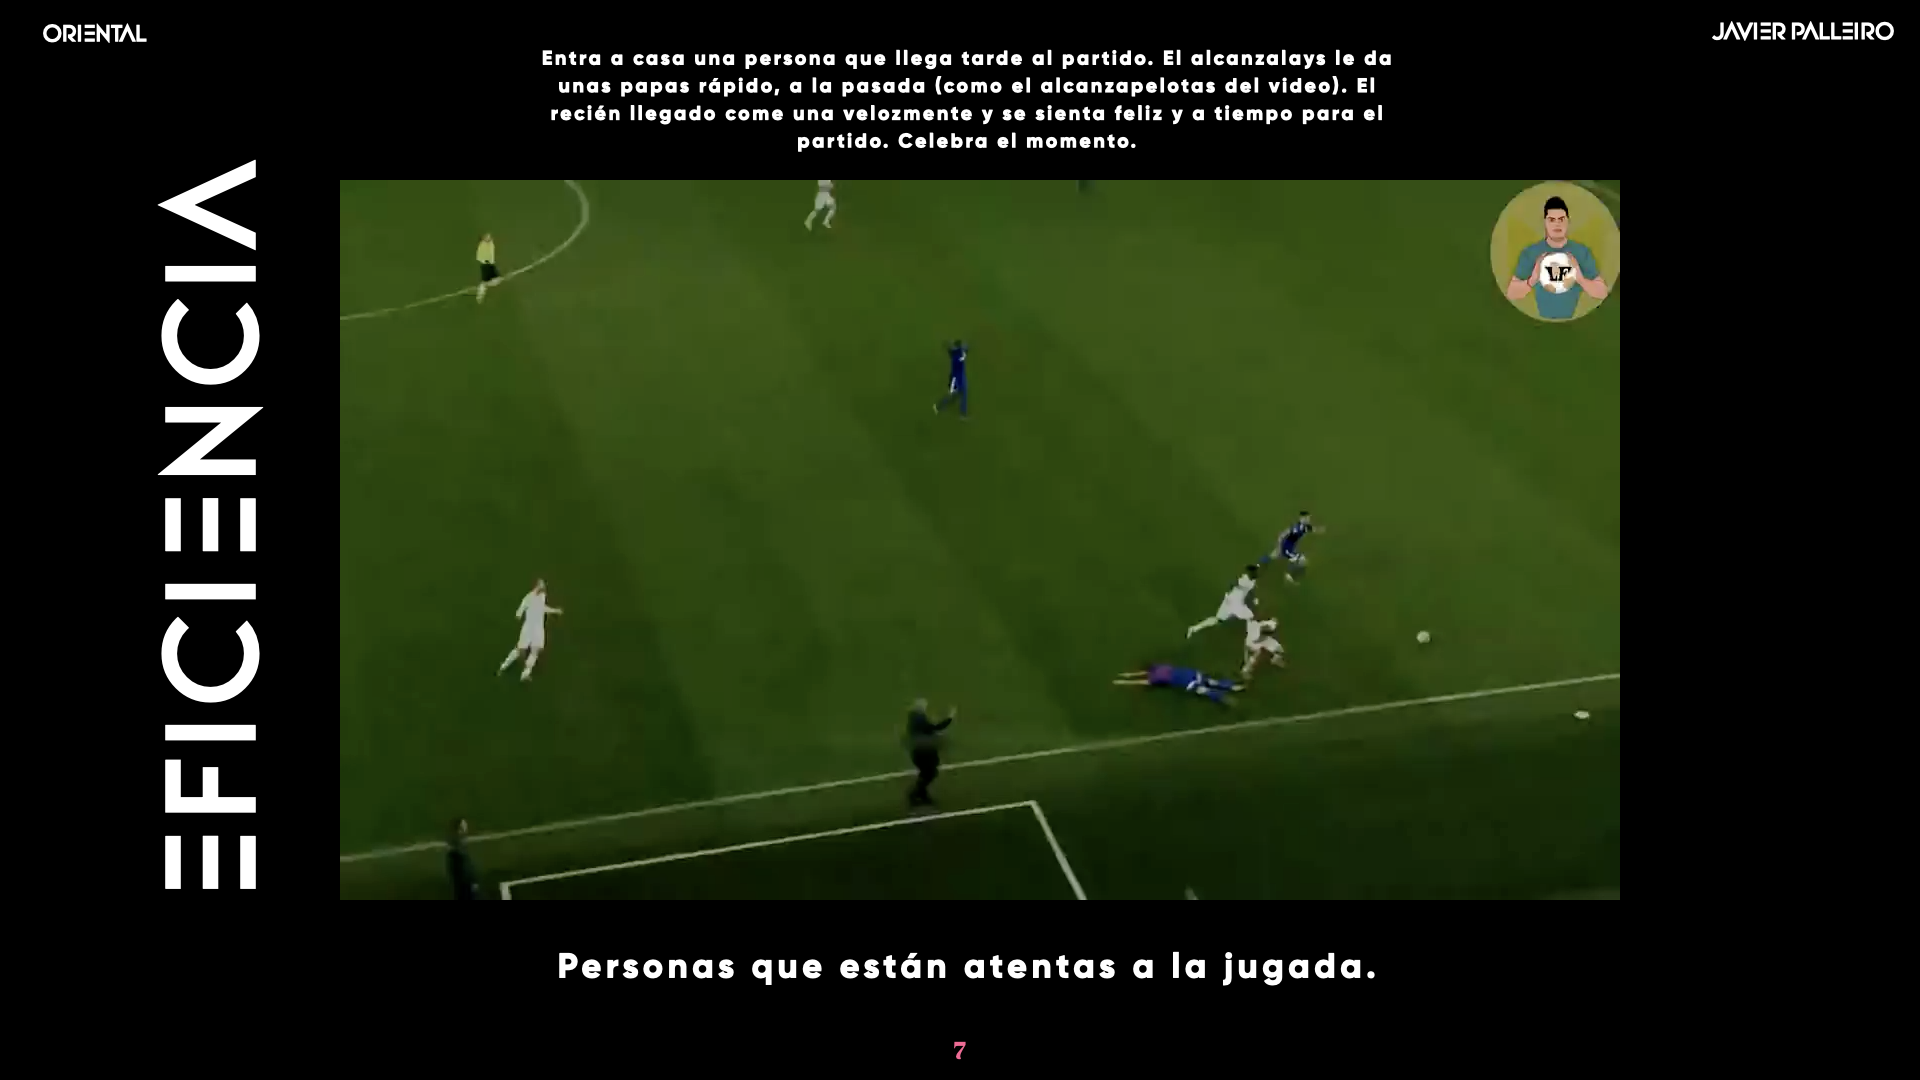 ORIENTAL
JAVIER PALLEIRO
Entra a casa una persona que llega tarde al partido. El alcanzalays le da
unas papas rápido, a la pasada (como el alcanzapelotas del video). El
recién llegado come una velozmente y se sienta feliz y a tiempo para el
partido. Celebra el momento.
EFICIENCIA
LF
Personas que están atentas a la jugada.
7